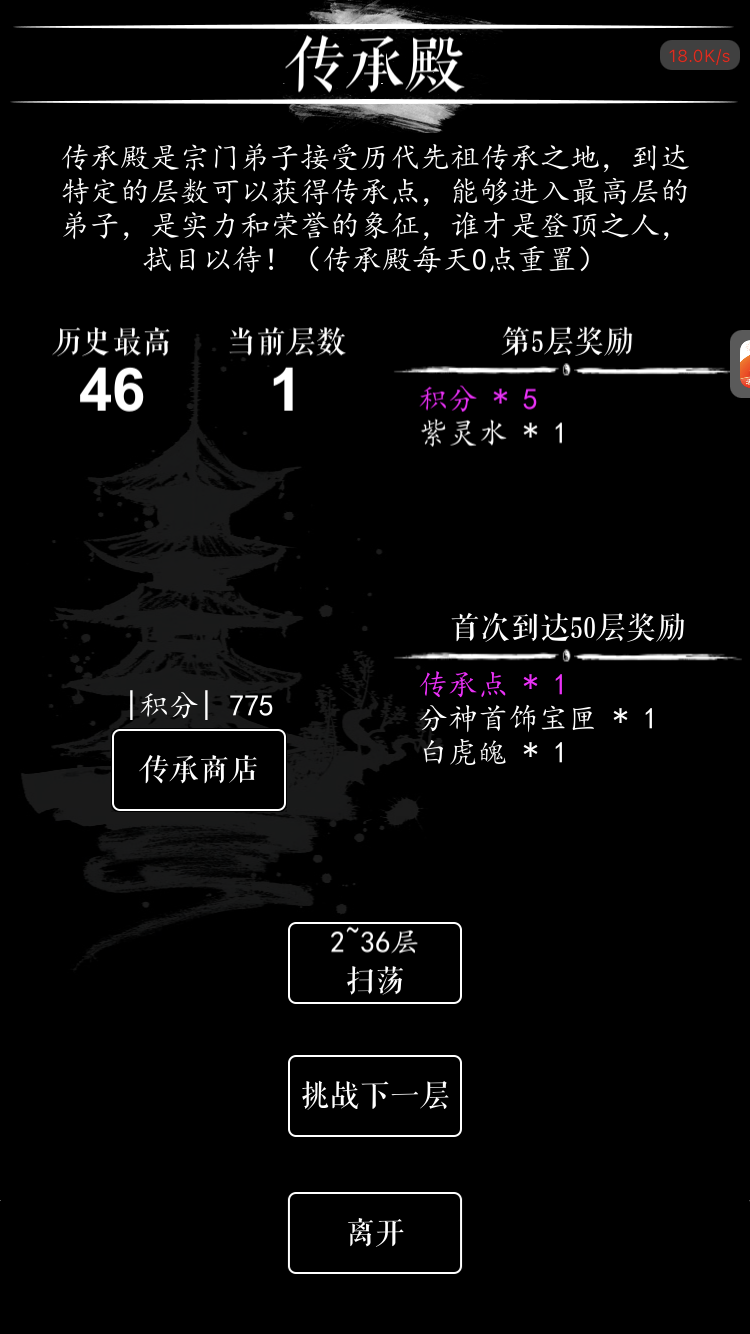 传承殿
18.0K/s
传承殿是宗门弟子接受历代先祖传承之地，到达
特定的层数可以获得传承点，能够进入最高层的
弟子，是实力和荣誉的象征，谁才是登顶之人，
拭目以待！（传承殿每天0点重置）
历史最高
46
当前层数
1
第5层奖励
积分 * 5
紫灵水 * 1
首次到达50层奖励
传承点 * 1
分神首饰宝匣 * 1
白虎魄 * 1
|积分| 775
传承商店
2~36层
扫荡
挑战下一层
离开